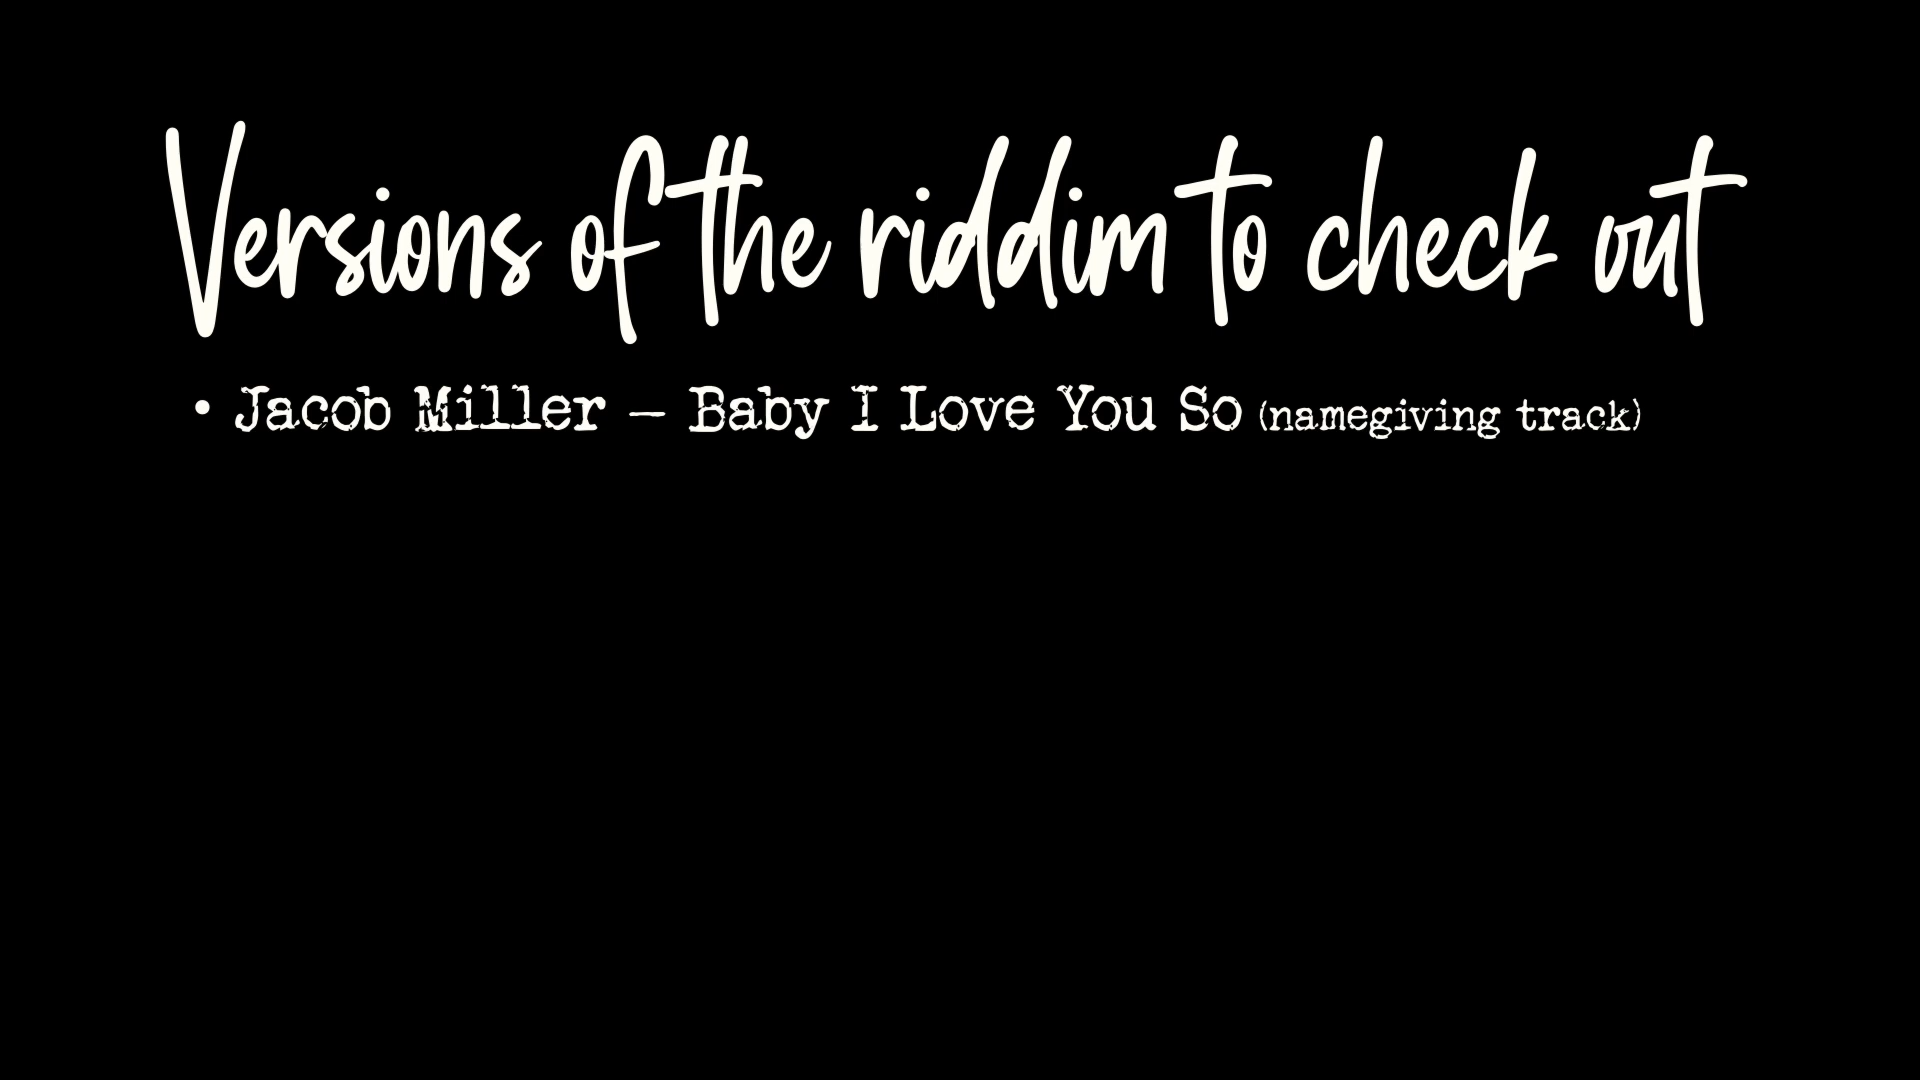 Versions of the riddim to check out
• Jacob Miller – Baby I Love You So (namegiving track)